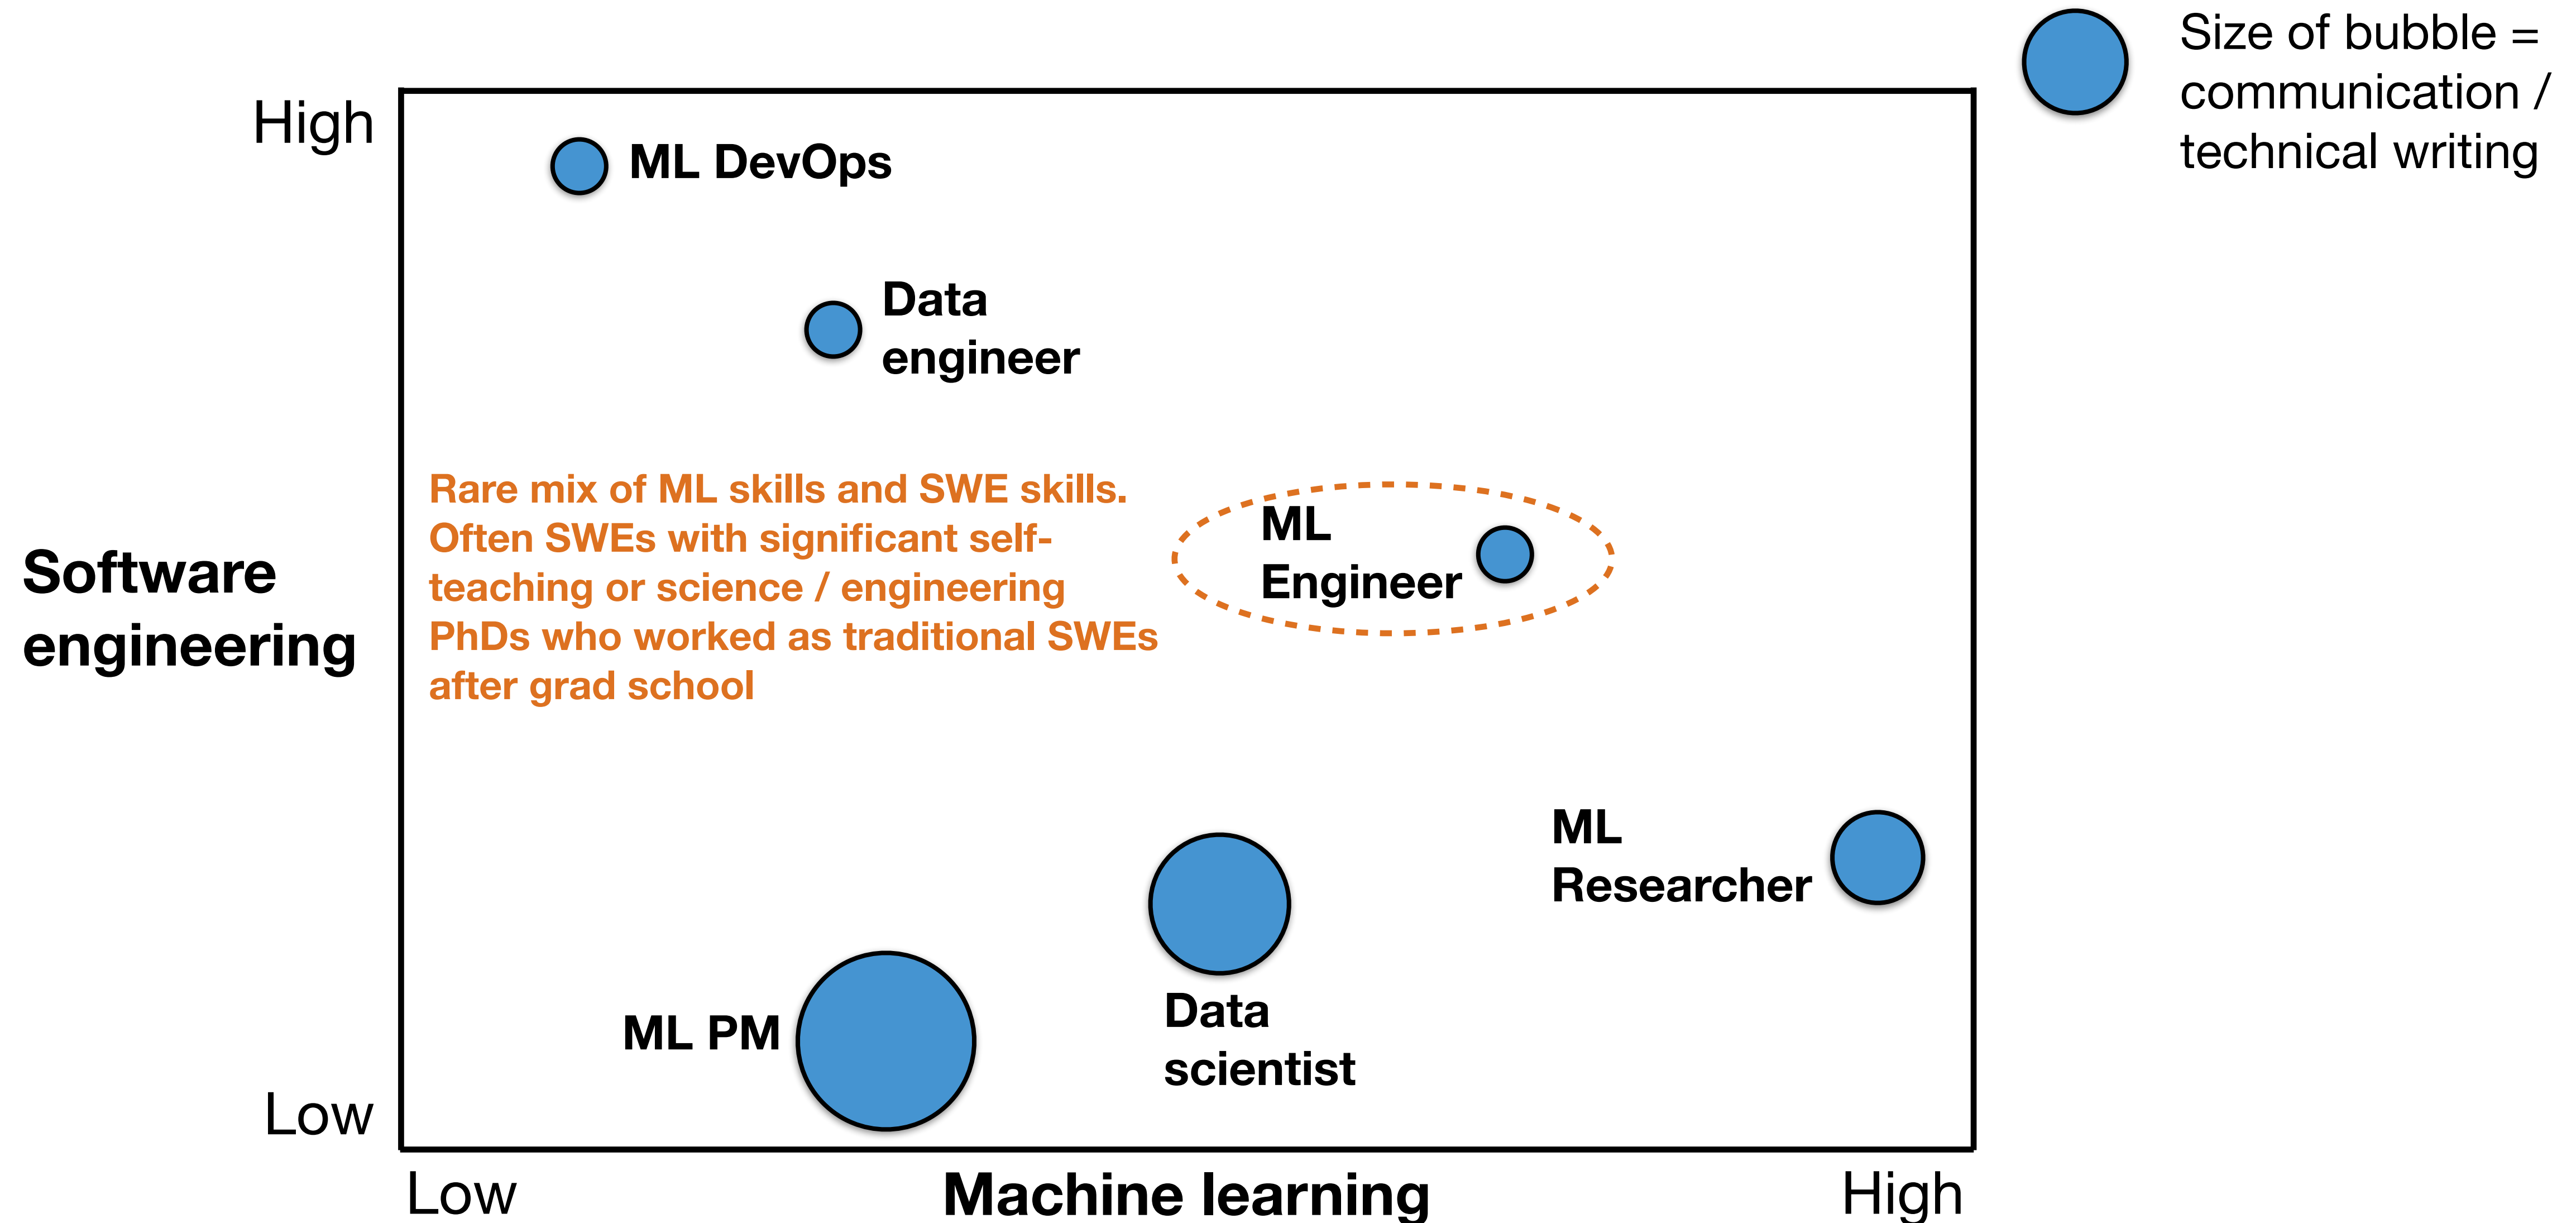 Size of bubble =
communication /
technical writing
High
ML DevOps
Data
engineer
Rare mix of ML skills and SWE skills.
Often SWEs with significant self-
teaching or science / engineering
PhDs who worked as traditional SWEs
after grad school
ML
Engineer
Software
engineering
ML
Researcher
Data
scientist
ML PM
Low
Low
Machine learning
High